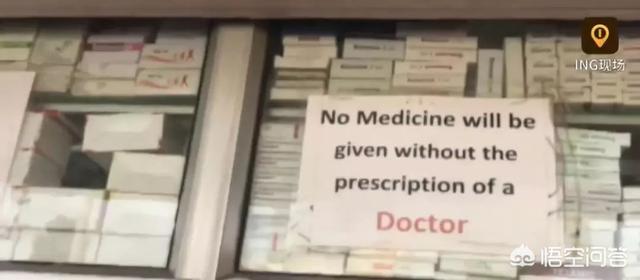 ING现场
No Medicine will be
given without the
prescription of a
Doctor
悟空问答